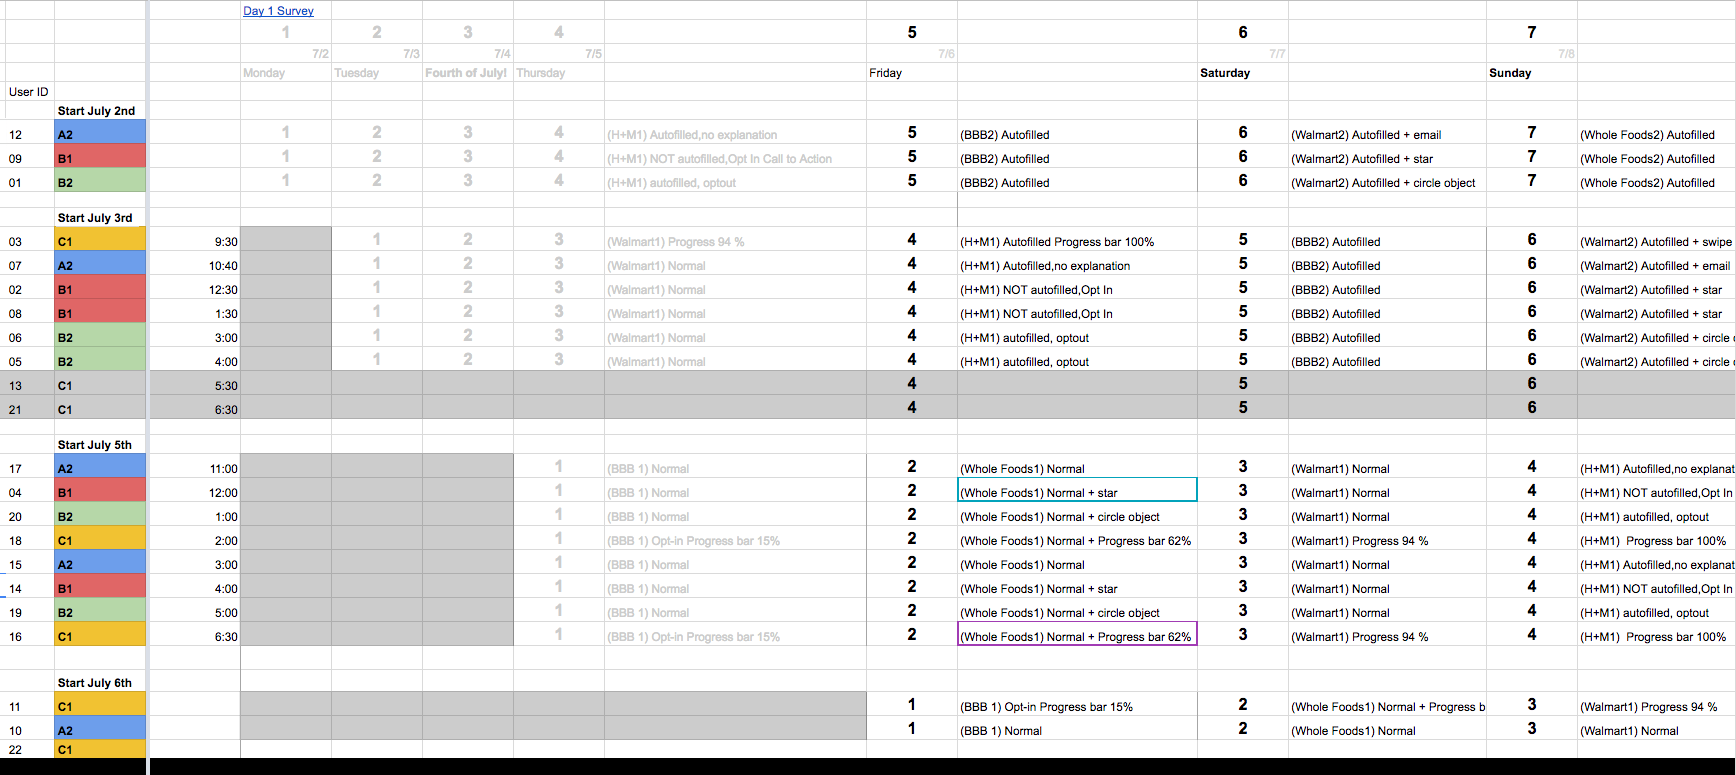 Day 1 Survey
1 2 3 4 5 6 7
7/2 7/3 7/4 7/5 7/6 7/7 7/8
Monday Tuesday Fourth of July! Thursday Friday Saturday Sunday
User ID
Start July 2nd
12 A2 1 2 3 4 (H+M1) Autofilled,no explanation 5 (BBB2) Autofilled 6 (Walmart2) Autofilled + email 7 (Whole Foods2) Autofilled
09 B1 1 2 3 4 (H+M1) NOT autofilled,Opt In Call to Action 5 (BBB2) Autofilled 6 (Walmart2) Autofilled + star 7 (Whole Foods2) Autofilled
01 B2 1 2 3 4 (H+M1) autofilled, optout 5 (BBB2) Autofilled 6 (Walmart2) Autofilled + circle object 7 (Whole Foods2) Autofilled
Start July 3rd
03 C1 9:30 1 2 3 (Walmart1) Progress 94 % 4 (H+M1) Autofilled Progress bar 100% 5 (BBB2) Autofilled 6 (Walmart2) Autofilled + swipe
07 A2 10:40 1 2 3 (Walmart1) Normal 4 (H+M1) Autofilled,no explanation 5 (BBB2) Autofilled 6 (Walmart2) Autofilled + email
02 B1 12:30 1 2 3 (Walmart1) Normal 4 (H+M1) NOT autofilled,Opt In 5 (BBB2) Autofilled 6 (Walmart2) Autofilled + star
08 B1 1:30 1 2 3 (Walmart1) Normal 4 (H+M1) NOT autofilled,Opt In 5 (BBB2) Autofilled 6 (Walmart2) Autofilled + star
06 B2 3:00 1 2 3 (Walmart1) Normal 4 (H+M1) autofilled, optout 5 (BBB2) Autofilled 6 (Walmart2) Autofilled + circle
05 B2 4:00 1 2 3 (Walmart1) Normal 4 (H+M1) autofilled, optout 5 (BBB2) Autofilled 6 (Walmart2) Autofilled + circle
13 C1 5:30 4 5 6
21 C1 6:30 4 5 6
Start July 5th
17 A2 11:00 1 (BBB 1) Normal 2 (Whole Foods1) Normal 3 (Walmart1) Normal 4 (H+M1) Autofilled,no explanat
04 B1 12:00 1 (BBB 1) Normal 2 (Whole Foods1) Normal + star 3 (Walmart1) Normal 4 (H+M1) NOT autofilled,Opt In
20 B2 1:00 1 (BBB 1) Normal 2 (Whole Foods1) Normal + circle object 3 (Walmart1) Normal 4 (H+M1) autofilled, optout
18 C1 2:00 1 (BBB 1) Opt-in Progress bar 15% 2 (Whole Foods1) Normal + Progress bar 62% 3 (Walmart1) Progress 94 % 4 (H+M1) Progress bar 100%
15 A2 3:00 1 (BBB 1) Normal 2 (Whole Foods1) Normal 3 (Walmart1) Normal 4 (H+M1) Autofilled,no explanat
14 B1 4:00 1 (BBB 1) Normal 2 (Whole Foods1) Normal + star 3 (Walmart1) Normal 4 (H+M1) NOT autofilled,Opt In
19 B2 5:00 1 (BBB 1) Normal 2 (Whole Foods1) Normal + circle object 3 (Walmart1) Normal 4 (H+M1) autofilled, optout
16 C1 6:30 1 (BBB 1) Opt-in Progress bar 15% 2 (Whole Foods1) Normal + Progress bar 62% 3 (Walmart1) Progress 94 % 4 (H+M1) Progress bar 100%
Start July 6th
11 C1 1 (BBB 1) Opt-in Progress bar 15% 2 (Whole Foods1) Normal + Progress b 3 (Walmart1) Progress 94 %
10 A2 1 (BBB 1) Normal 2 (Whole Foods1) Normal 3 (Walmart1) Normal
22 C1